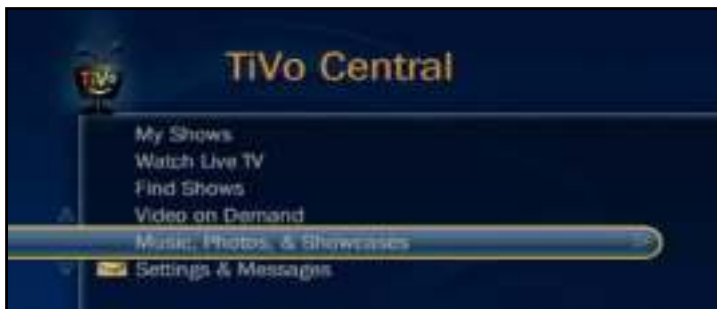 TiVo
TiVo Central
My Shows
Watch Live TV
Find Shows
Video on Demand
Music, Photos, & Showcases
Settings & Messages